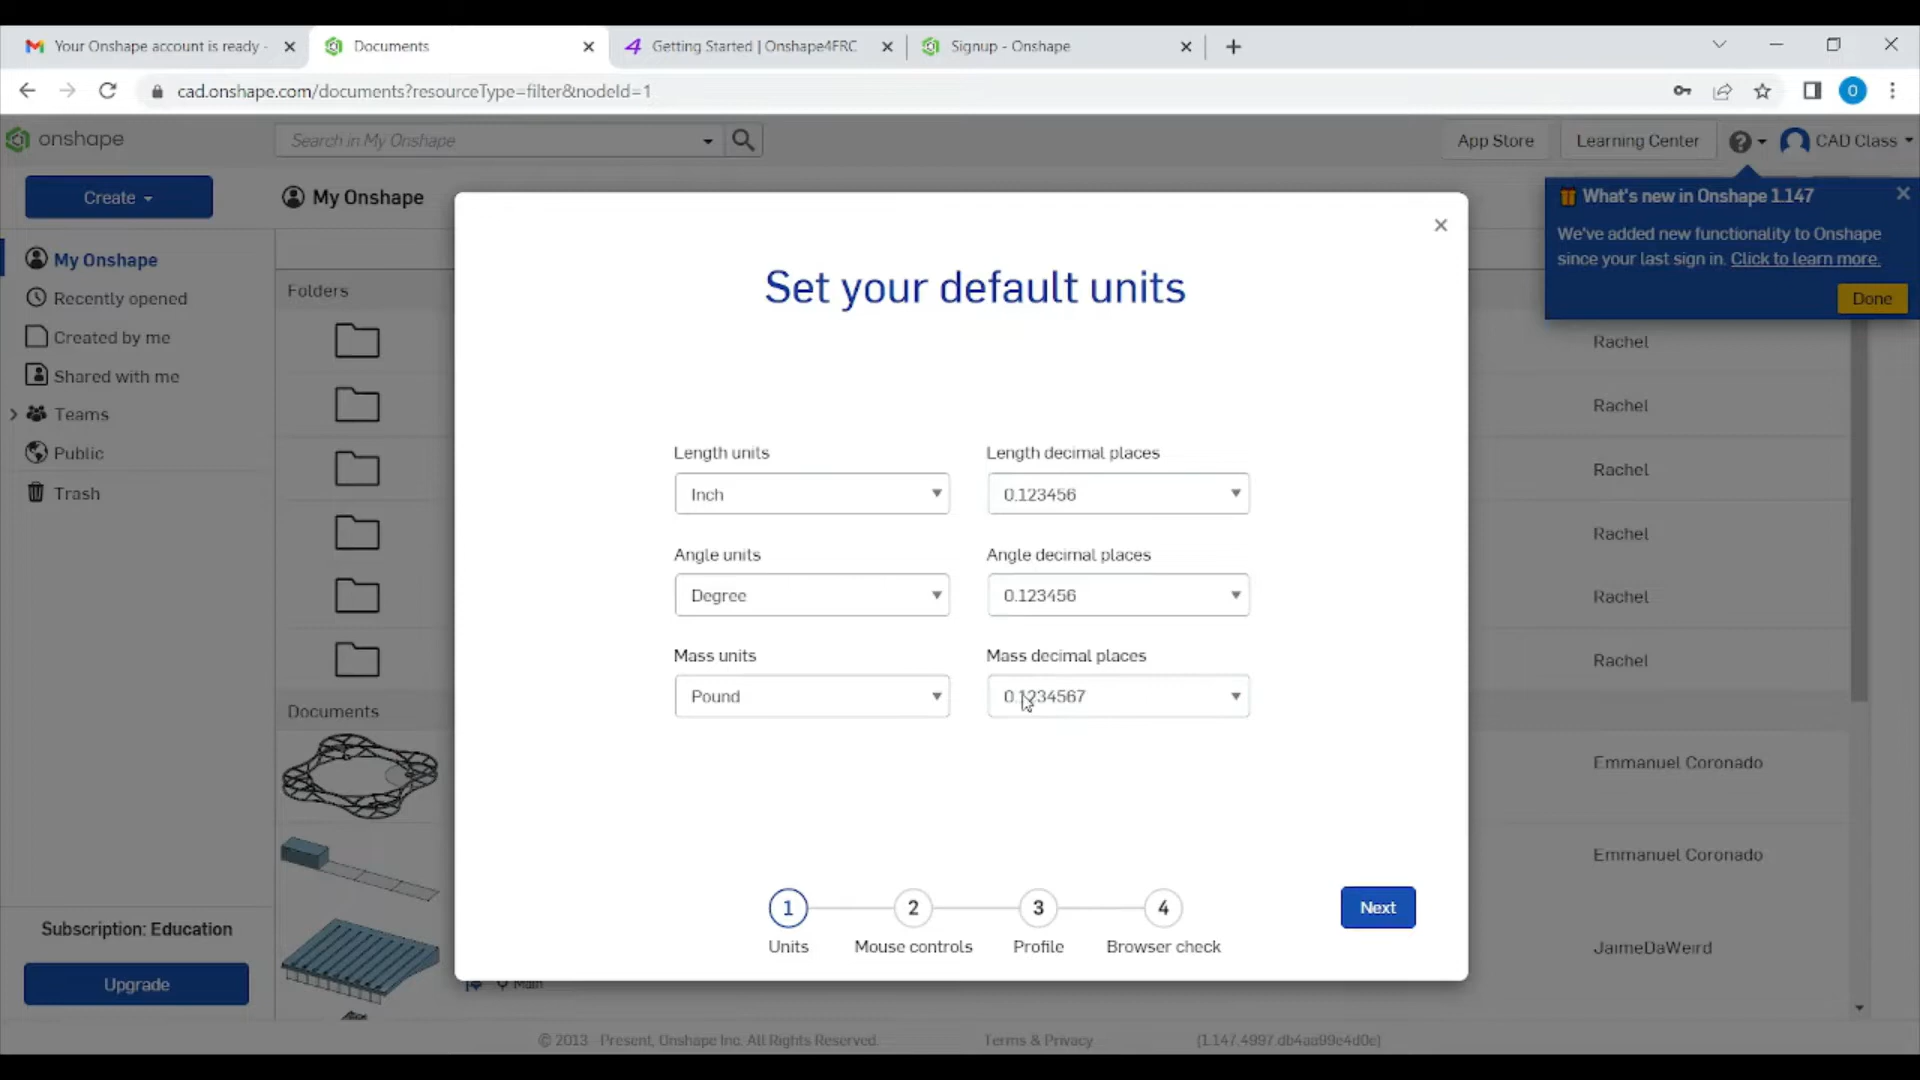 Your Onshape account is ready -
Documents
Getting Started | Onshape4FRC
Signup - Onshape
cad.onshape.com/documents?resourceType=filter&nodeId=1
O
onshape
Search in My Onshape
App Store
Learning Center
CAD Class
Create
My Onshape
What's new in Onshape 1.147
We've added new functionality to Onshape
since your last sign in. Click to learn more.
Done
My Onshape
Recently opened
Created by me
Shared with me
Teams
Public
Trash
Folders
Rachel
Rachel
Rachel
Rachel
Rachel
Rachel
Documents
Emmanuel Coronado
Emmanuel Coronado
JaimeDaWeird
Set your default units
Length units
Length decimal places
Inch
0.123456
Angle units
Angle decimal places
Degree
0.123456
Mass units
Mass decimal places
Pound
0.1234567
1
2
3
4
Units
Mouse controls
Profile
Browser check
Next
Subscription: Education
Upgrade
Main
© 2013 - Present, Onshape Inc. All Rights Reserved.
Terms & Privacy
(1.147.4997.db4aa99e4d0e)